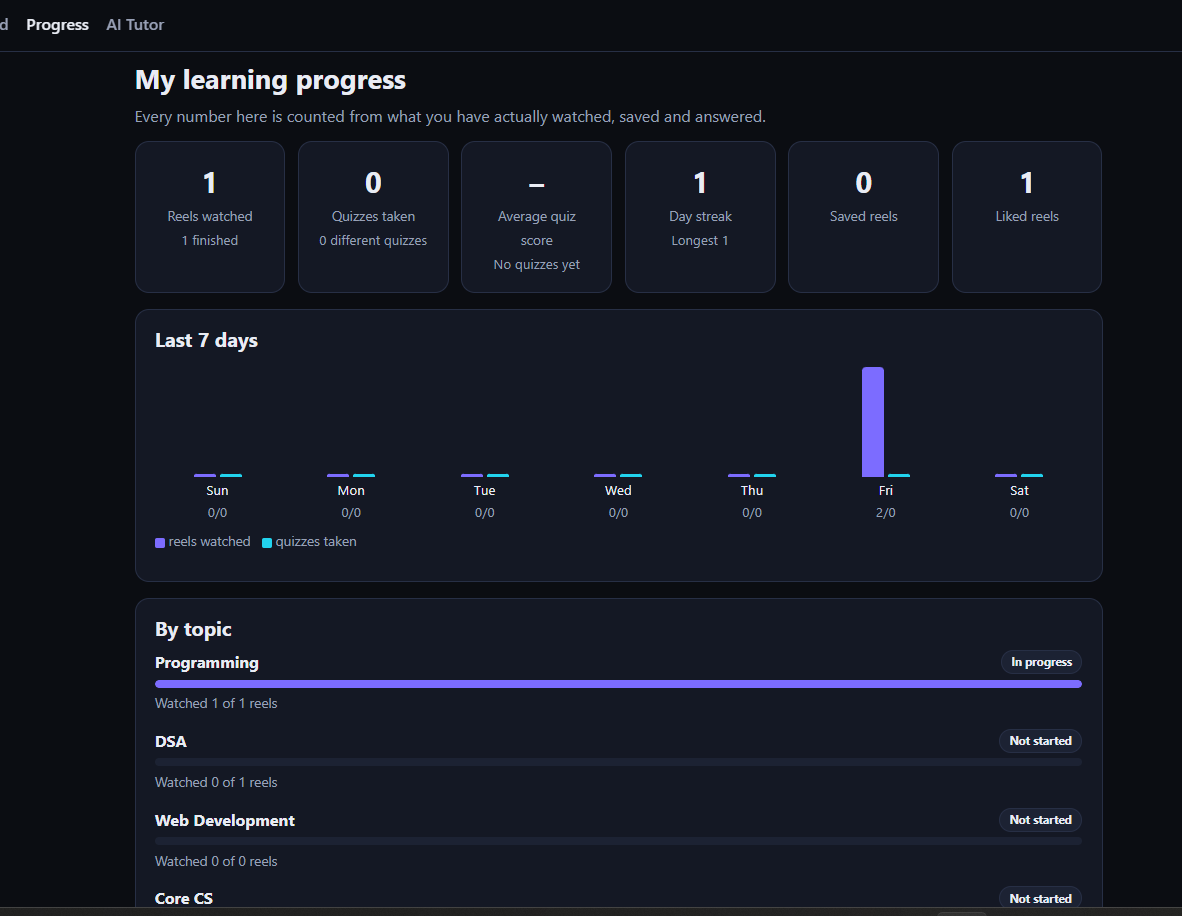 d Progress AI Tutor
My learning progress
Every number here is counted from what you have actually watched, saved and answered.
1
Reels watched
1 finished
0
Quizzes taken
0 different quizzes
–
Average quiz
score
No quizzes yet
1
Day streak
Longest 1
0
Saved reels
1
Liked reels
Last 7 days
Sun Mon Tue Wed Thu Fri Sat
0/0 0/0 0/0 0/0 0/0 2/0 0/0
reels watched quizzes taken
By topic
Programming In progress
Watched 1 of 1 reels
DSA Not started
Watched 0 of 1 reels
Web Development Not started
Watched 0 of 0 reels
Core CS Not started